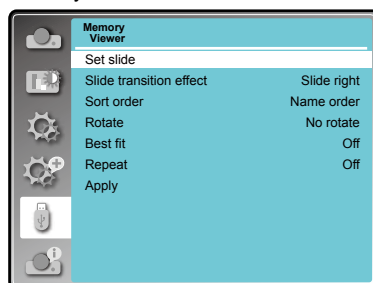 Memory
Viewer
Set slide
Slide transition effect Slide right
Sort order Name order
Rotate No rotate
Best fit Off
Repeat Off
Apply